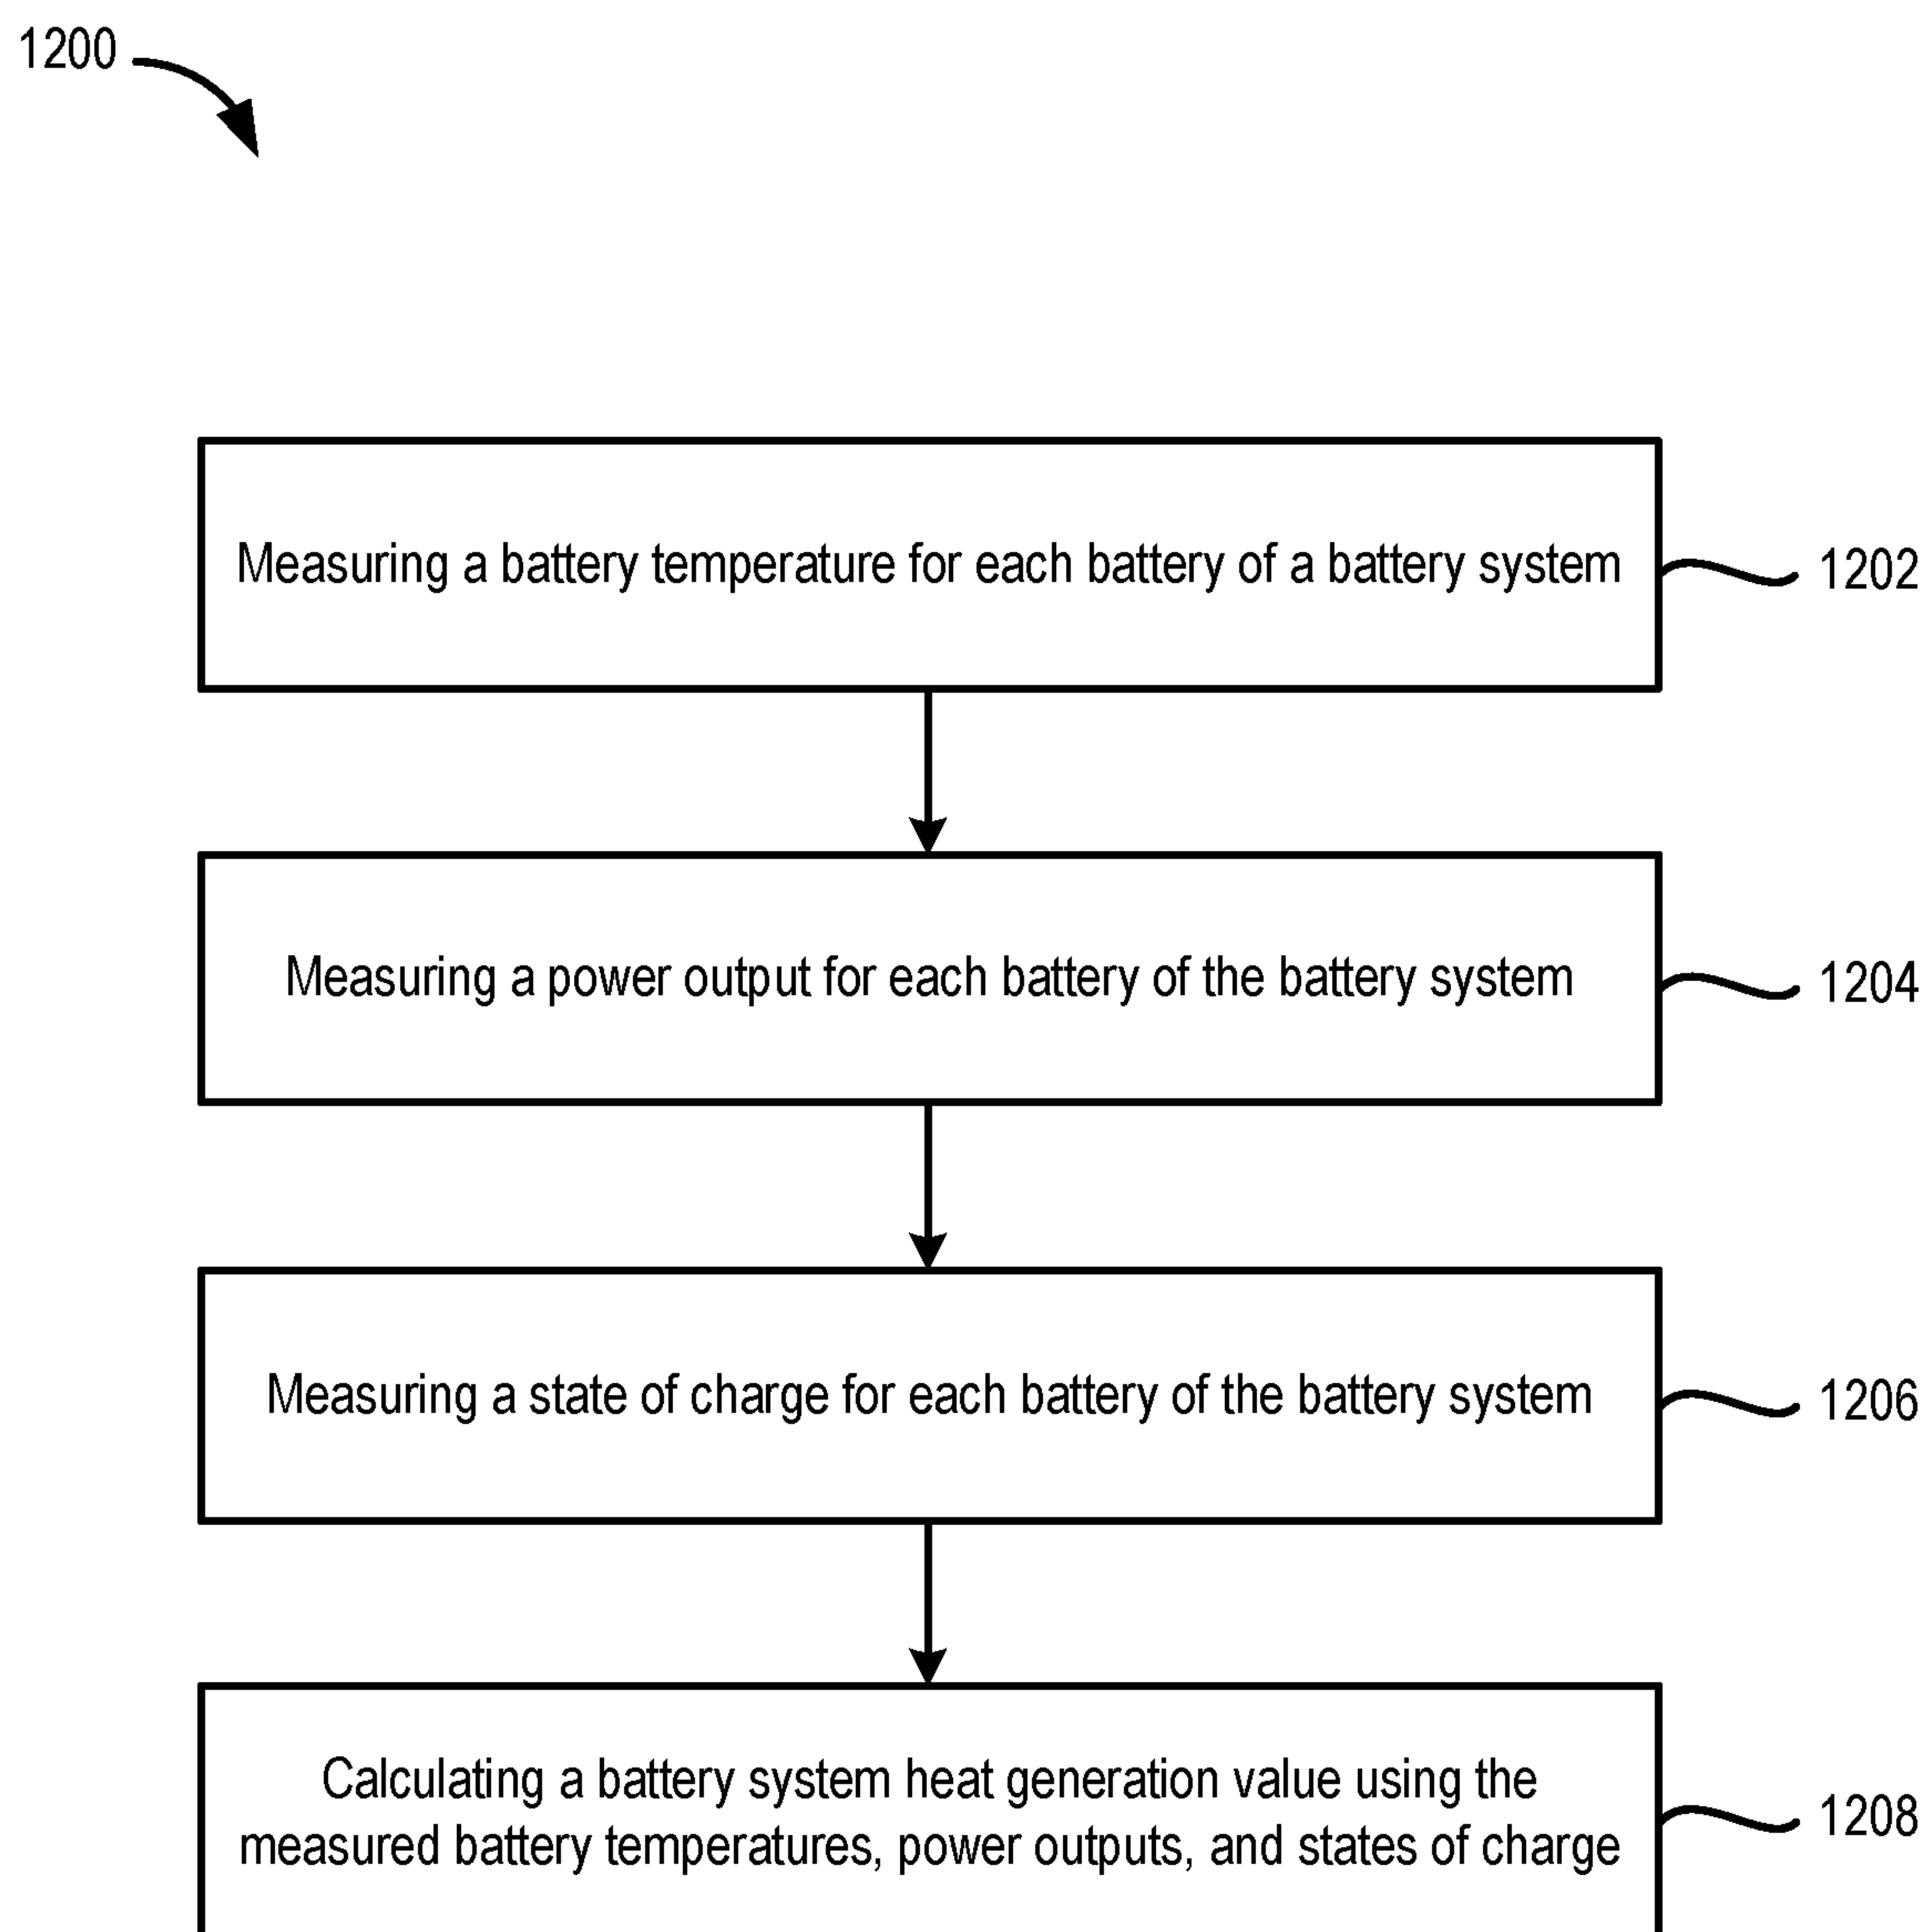 1200
Measuring a battery temperature for each battery of a battery system
1202
Measuring a power output for each battery of the battery system
1204
Measuring a state of charge for each battery of the battery system
1206
Calculating a battery system heat generation value using the
measured battery temperatures, power outputs, and states of charge
1208